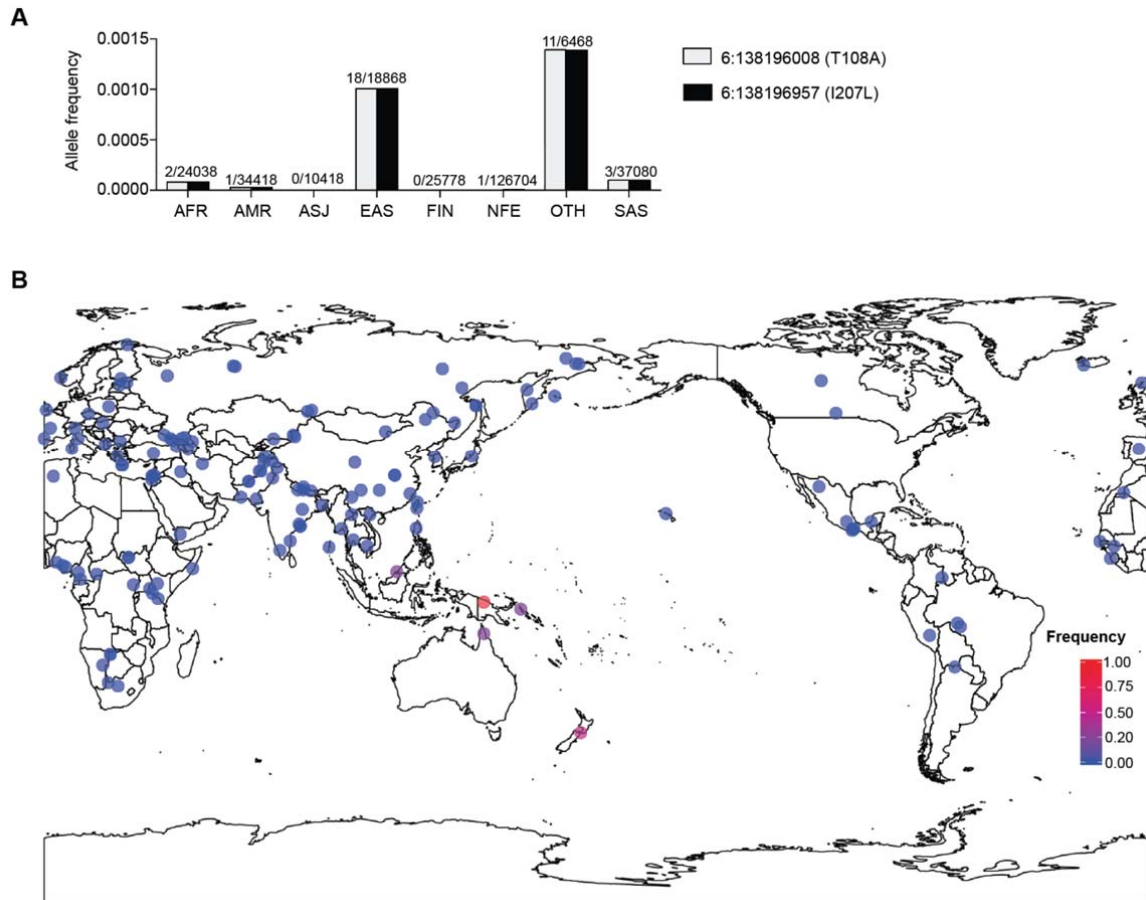 A
Allele frequency
0.0015
0.0010
0.0005
0.0000
2/24038
1/34418
0/10418
18/18868
0/25778
1/126704
11/6468
3/37080
AFR AMR ASJ EAS FIN NFE OTH SAS
6:138196008 (T108A)
6:138196957 (I207L)
B
Frequency
1.00
0.75
0.50
0.20
0.00